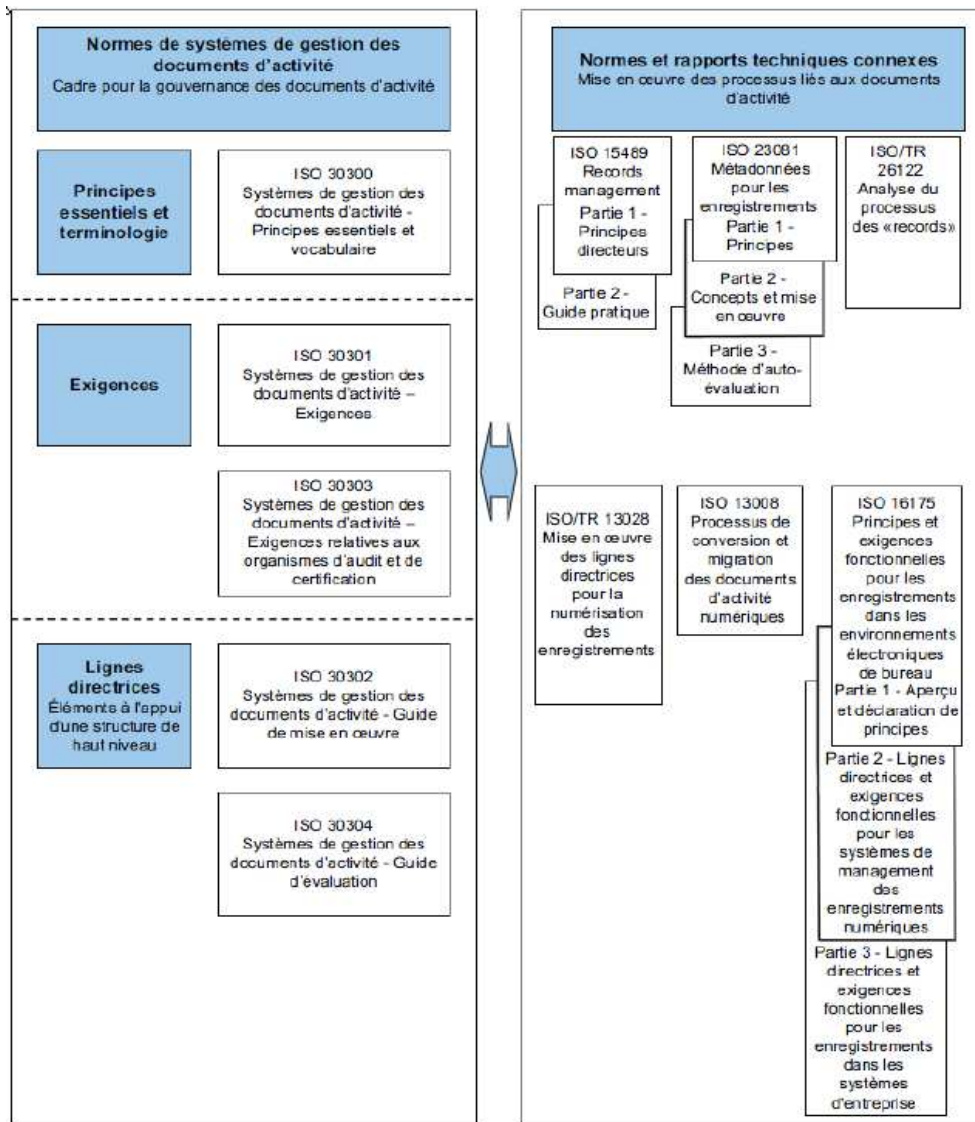 Normes de systèmes de gestion des
documents d'activité
Cadre pour la gouvernance des documents d'activité
Principes
essentiels et
terminologie
ISO 30300
Systèmes de gestion des
documents d'activité -
Principes essentiels et
vocabulaire
Exigences
ISO 30301
Systèmes de gestion des
documents d'activité –
Exigences
ISO 30303
Systèmes de gestion des
documents d'activité –
Exigences relatives aux
organismes d'audit et de
certification
Lignes
directrices
Éléments à l'appui
d'une structure de
haut niveau
ISO 30302
Systèmes de gestion des
documents d'activité - Guide
de mise en œuvre
ISO 30304
Systèmes de gestion des
documents d'activité - Guide
d'évaluation
Normes et rapports techniques connexes
Mise en œuvre des processus liés aux documents
d'activité
ISO 15489
Records
management
Partie 1 -
Principes
directeurs
Partie 2 -
Guide pratique
ISO 23081
Métadonnées
pour les
enregistrements
Partie 1 -
Principes
Partie 2 -
Concepts et mise
en œuvre
Partie 3 -
Méthode d'auto-
évaluation
ISO/TR
26122
Analyse du
processus
des «records»
ISO/TR 13028
Mise en œuvre
des lignes
directrices
pour la
numérisation
des
enregistrements
ISO 13008
Processus de
conversion et
migration
des documents
d'activité
numériques
ISO 16175
Principes et
exigences
fonctionnelles
pour les
enregistrements
dans les
environnements
électroniques
de bureau
Partie 1 - Aperçu
et déclaration de
principes
Partie 2 - Lignes
directrices et
exigences
fonctionnelles
pour les
systèmes de
management
des
enregistrements
numériques
Partie 3 - Lignes
directrices et
exigences
fonctionnelles
pour les
enregistrements
dans les
systèmes
d'entreprise